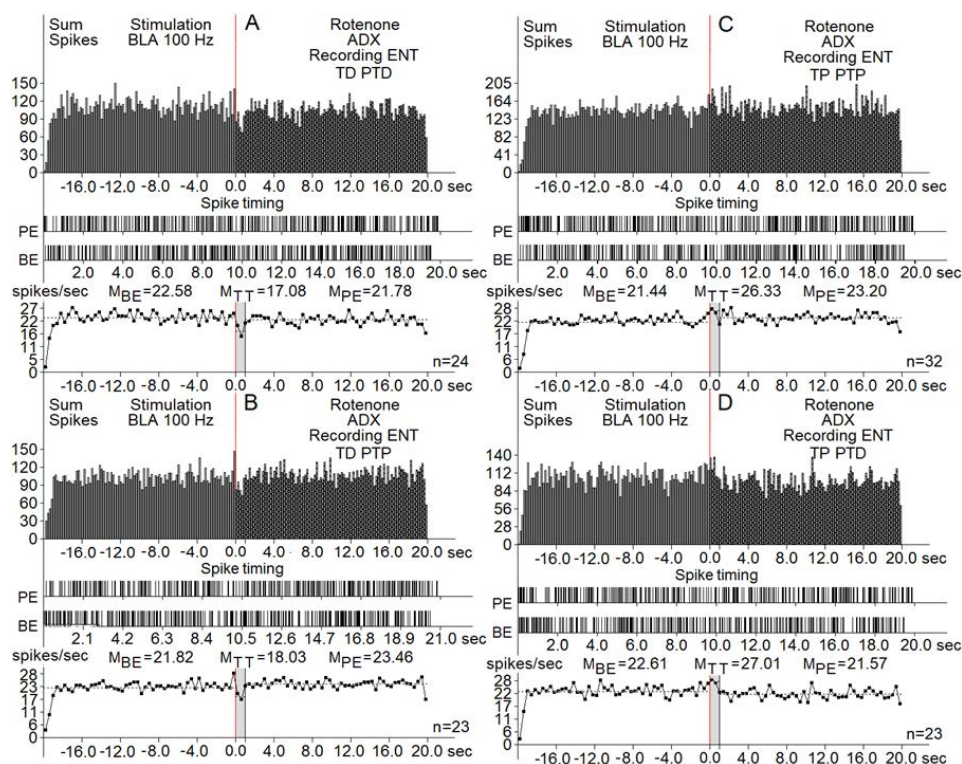 Sum Spikes
Stimulation BLA 100 Hz
A
Rotenone
ADX
Recording ENT
TD PTD
150
120
90
60
30
0
-16.0 -12.0 -8.0 -4.0 0.0 4.0 8.0 12.0 16.0 20.0 sec
Spike timing
PE
BE
2.0 4.0 6.0 8.0 10.0 12.0 14.0 16.0 18.0 20.0 sec
spikes/sec MBE=22.58 MTT=17.08 MPE=21.78
27
21
16
11
5
0
n=24
-16.0 -12.0 -8.0 -4.0 0.0 4.0 8.0 12.0 16.0 20.0 sec
Sum Spikes
Stimulation BLA 100 Hz
B
Rotenone
ADX
Recording ENT
TD PTP
150
120
90
60
30
0
-16.0 -12.0 -8.0 -4.0 0.0 4.0 8.0 12.0 16.0 20.0 sec
Spike timing
PE
BE
2.1 4.2 6.3 8.4 10.5 12.6 14.7 16.8 18.9 21.0 sec
spikes/sec MBE=21.82 MTT=18.03 MPE=23.46
28
23
17
11
6
0
n=23
-16.0 -12.0 -8.0 -4.0 0.0 4.0 8.0 12.0 16.0 20.0 sec
Sum Spikes
Stimulation BLA 100 Hz
C
Rotenone
ADX
Recording ENT
TP PTP
205
164
123
82
41
0
-16.0 -12.0 -8.0 -4.0 0.0 4.0 8.0 12.0 16.0 20.0 sec
Spike timing
PE
BE
2.0 4.0 6.0 8.0 10.0 12.0 14.0 16.0 18.0 20.0 sec
spikes/sec MBE=21.44 MTT=26.33 MPE=23.20
28
22
17
11
6
0
n=32
-16.0 -12.0 -8.0 -4.0 0.0 4.0 8.0 12.0 16.0 20.0 sec
Sum Spikes
Stimulation BLA 100 Hz
D
Rotenone
ADX
Recording ENT
TP PTD
140
112
84
56
28
0
-16.0 -12.0 -8.0 -4.0 0.0 4.0 8.0 12.0 16.0 20.0 sec
Spike timing
PE
BE
2.0 4.0 6.0 8.0 10.0 12.0 14.0 16.0 18.0 20.0 sec
spikes/sec MBE=22.61 MTT=27.01 MPE=21.57
28
22
17
11
6
0
n=23
-16.0 -12.0 -8.0 -4.0 0.0 4.0 8.0 12.0 16.0 20.0 sec